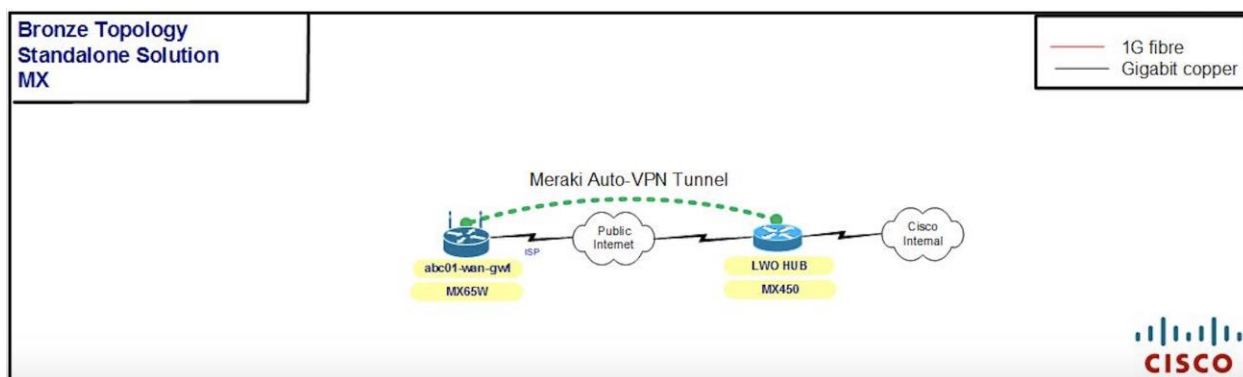 Bronze Topology
Standalone Solution
MX
1G fibre
Gigabit copper
Meraki Auto-VPN Tunnel
Public
Internet
Cisco
Internal
ISP
abc01-wan-gw1
MX65W
LWO HUB
MX450
CISCO